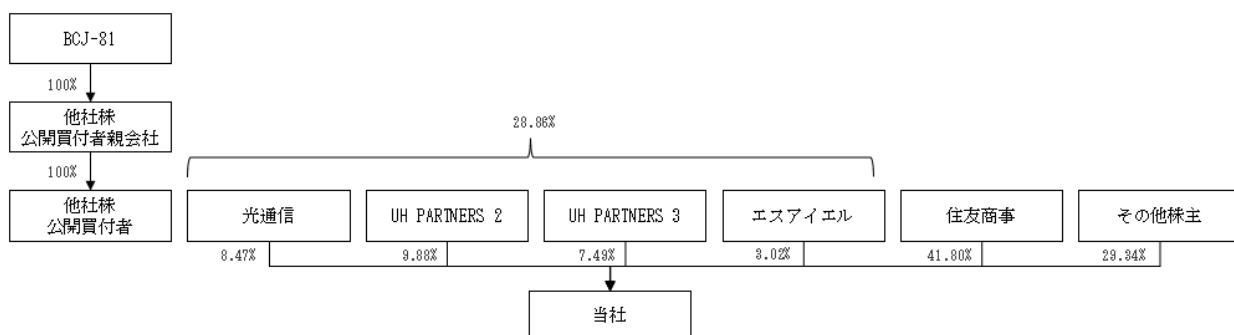 BCJ-81
100%
他社株
公開買付者親会社
28.86%
100%
他社株
公開買付者
光通信
UH PARTNERS 2
UH PARTNERS 3
エスアイエル
住友商事
その他株主
8.47%
9.88%
7.49%
3.02%
41.80%
29.34%
当社